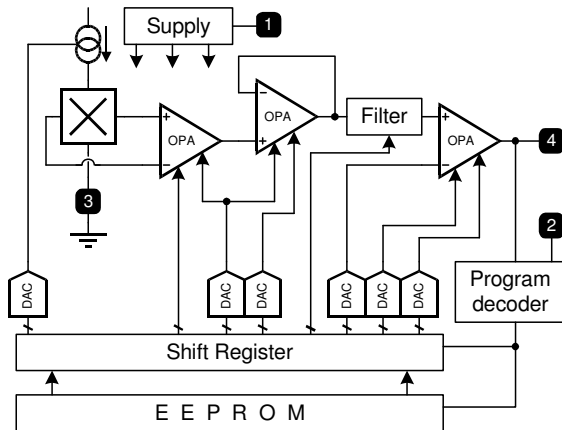 Supply
1
OPA
OPA
Filter
OPA
4
3
2
DAC
DAC
DAC
DAC
DAC
DAC
Program
decoder
Shift Register
E E P R O M